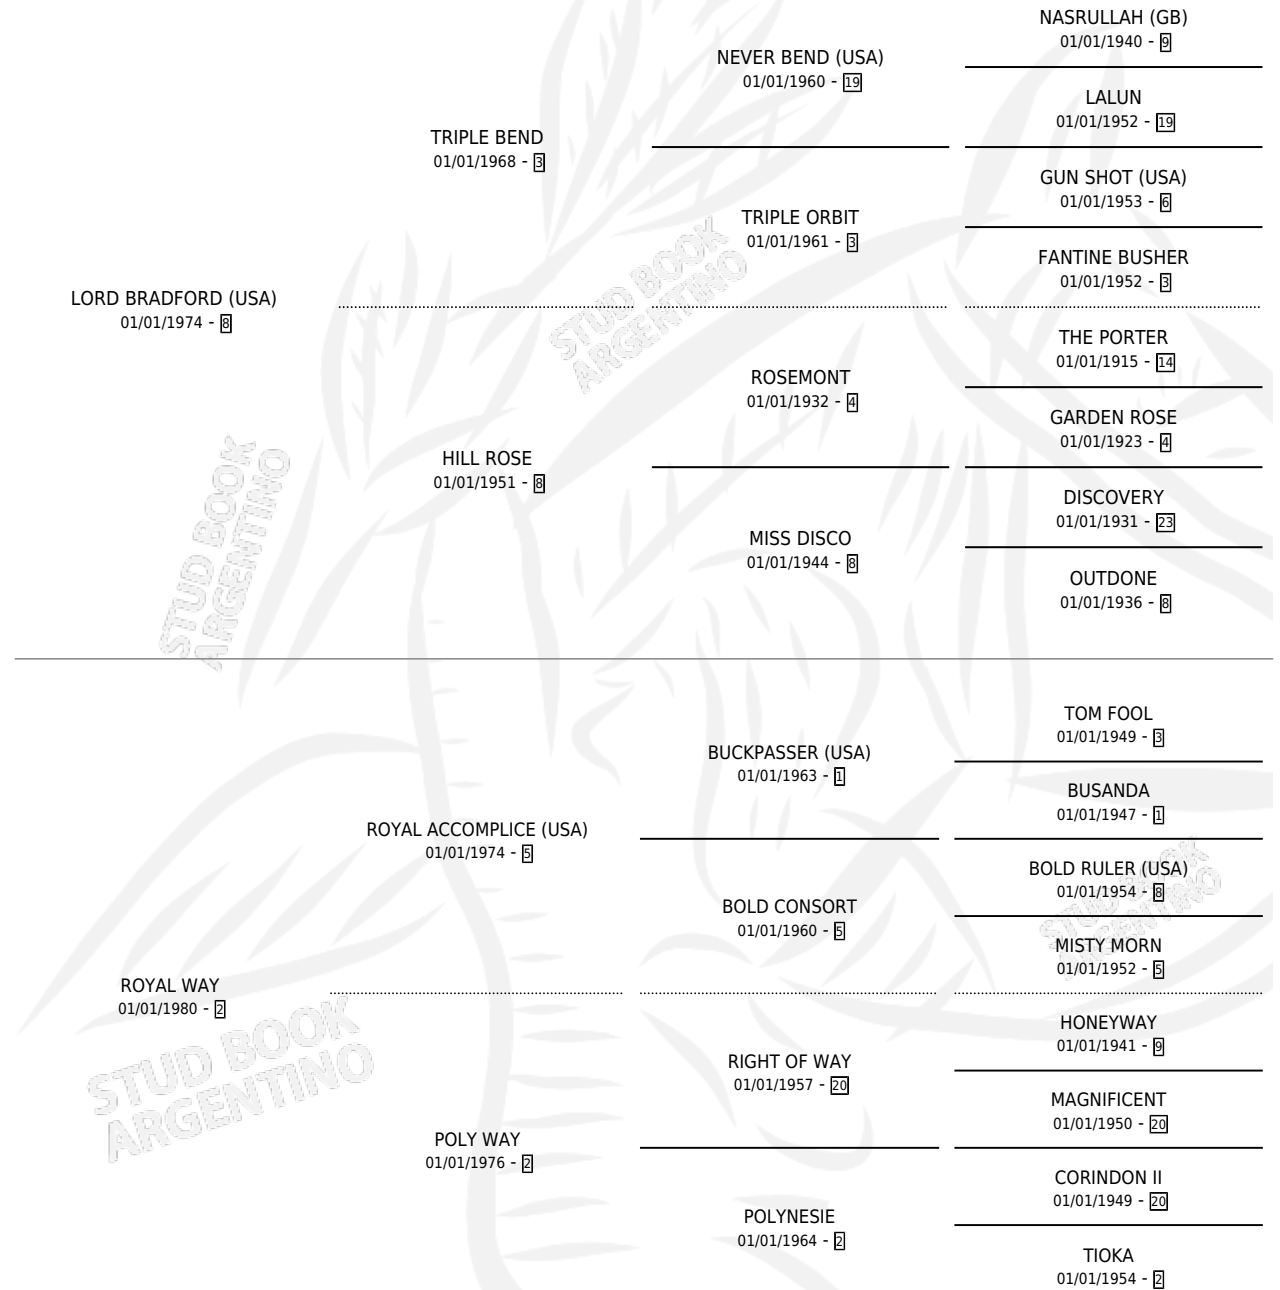 NASRULLAH (GB)
01/01/1940 - 9
NEVER BEND (USA)
01/01/1960 - 19
LALUN
01/01/1952 - 19
TRIPLE BEND
01/01/1968 - 3
GUN SHOT (USA)
01/01/1953 - 6
TRIPLE ORBIT
01/01/1961 - 3
FANTINE BUSHER
01/01/1952 - 3
LORD BRADFORD (USA)
01/01/1974 - 8
THE PORTER
01/01/1915 - 14
ROSEMONT
01/01/1932 - 4
GARDEN ROSE
01/01/1923 - 4
HILL ROSE
01/01/1951 - 8
DISCOVERY
01/01/1931 - 23
MISS DISCO
01/01/1944 - 8
OUTDONE
01/01/1936 - 8
TOM FOOL
01/01/1949 - 3
BUCKPASSER (USA)
01/01/1963 - 1
BUSANDA
01/01/1947 - 1
ROYAL ACCOMPLICE (USA)
01/01/1974 - 5
BOLD RULER (USA)
01/01/1954 - 8
BOLD CONSORT
01/01/1960 - 5
MISTY MORN
01/01/1952 - 5
ROYAL WAY
01/01/1980 - 2
HONEYWAY
01/01/1941 - 9
RIGHT OF WAY
01/01/1957 - 20
MAGNIFICENT
01/01/1950 - 20
POLY WAY
01/01/1976 - 2
CORINDON II
01/01/1949 - 20
POLYNESIE
01/01/1964 - 2
TIOKA
01/01/1954 - 2
STUD BOOK
ARGENTINO
STUD BOOK
ARGENTINO
STUD BOOK
ARGENTINO
STUD BOOK
ARGENTINO